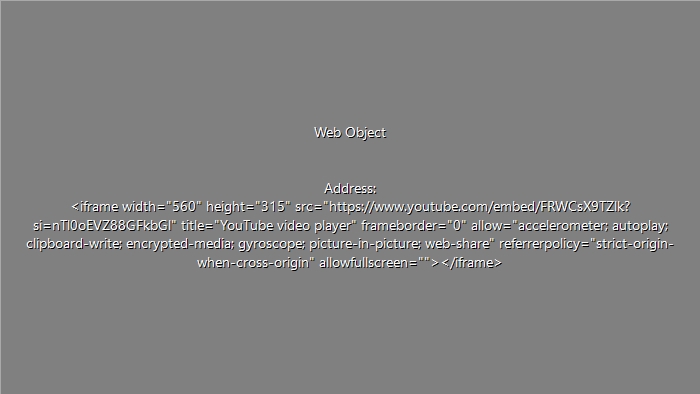 Web Object
Address:
<iframe width="560" height="315" src="https://www.youtube.com/embed/FRWCsX9TZlk?
si=nTl0oEVZ88GFkbGl" title="YouTube video player" frameborder="0" allow="accelerometer; autoplay;
clipboard-write; encrypted-media; gyroscope; picture-in-picture; web-share" referrerpolicy="strict-origin-
when-cross-origin" allowfullscreen=""></iframe>